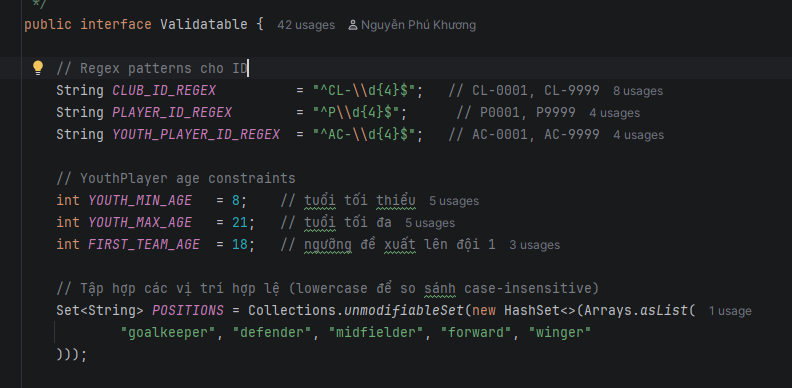 */
public interface Validatable { 42 usages Nguyễn Phú Khương
// Regex patterns cho ID
String CLUB_ID_REGEX = "^CL-\\d{4}$"; // CL-0001, CL-9999 8 usages
String PLAYER_ID_REGEX = "^P\\d{4}$"; // P0001, P9999 4 usages
String YOUTH_PLAYER_ID_REGEX = "^AC-\\d{4}$"; // AC-0001, AC-9999 4 usages
// YouthPlayer age constraints
int YOUTH_MIN_AGE = 8; // tuổi tối thiểu 5 usages
int YOUTH_MAX_AGE = 21; // tuổi tối đa 5 usages
int FIRST_TEAM_AGE = 18; // ngưỡng đề xuất lên đội 1 3 usages
// Tập hợp các vị trí hợp lệ (lowercase để so sánh case-insensitive)
Set<String> POSITIONS = Collections.unmodifiableSet(new HashSet<>(Arrays.asList( 1 usage
"goalkeeper", "defender", "midfielder", "forward", "winger"
)));